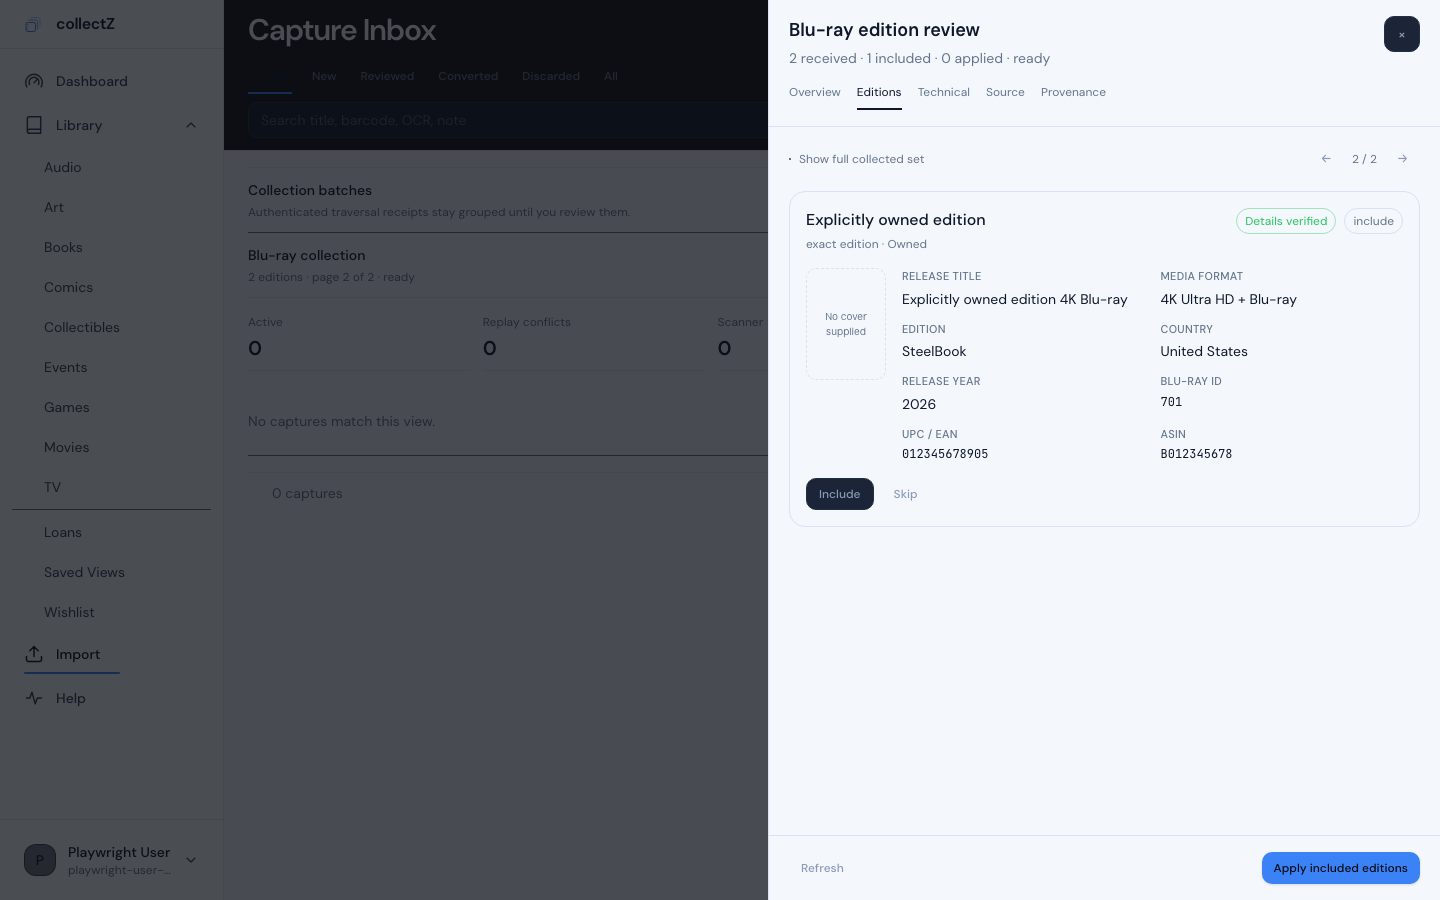 collectZ
Dashboard
Library
Audio
Art
Books
Comics
Collectibles
Events
Games
Movies
TV
Loans
Saved Views
Wishlist
Import
Help
P
Playwright User
playwright-user-...
Capture Inbox
New Reviewed Converted Discarded All
Search title, barcode, OCR, note
Collection batches
Authenticated traversal receipts stay grouped until you review them.
Blu-ray collection
2 editions · page 2 of 2 · ready
Active Replay conflicts Scanner
0 0 0
No captures match this view.
0 captures
Blu-ray edition review
×
2 received · 1 included · 0 applied · ready
Overview Editions Technical Source Provenance
· Show full collected set
← 2 / 2 →
Explicitly owned edition
Details verified include
exact edition · Owned
No cover
supplied
RELEASE TITLE MEDIA FORMAT
Explicitly owned edition 4K Blu-ray 4K Ultra HD + Blu-ray
EDITION COUNTRY
SteelBook United States
RELEASE YEAR BLU-RAY ID
2026 701
UPC / EAN ASIN
012345678905 B012345678
Include Skip
Refresh Apply included editions